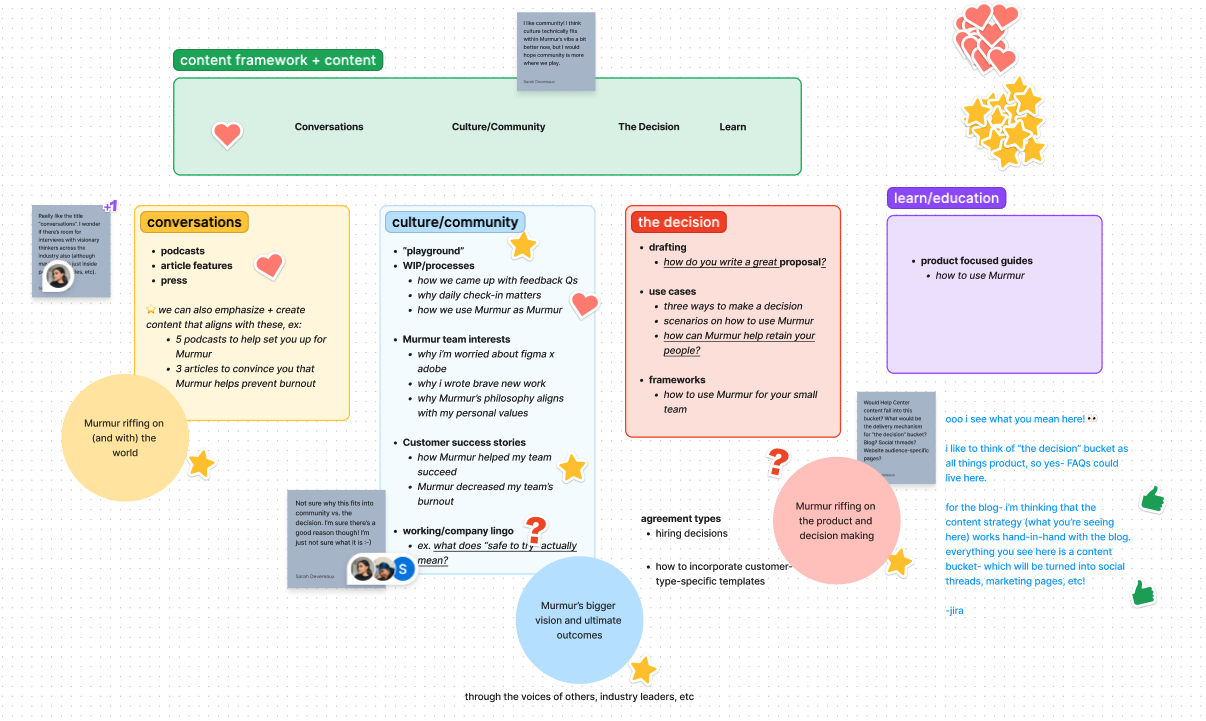 I like community! I think
culture technically fits
within Murmur's vibe a bit
better now, but I would
hope community is more
where we play.
Sarah Devereaux
content framework + content
Conversations
Culture/Community
The Decision
Learn
Really like the title
"conversations". I wonder
if there's room for
interviews with visionary
thinkers across the
industry also (although
just inside
etc).
+1
conversations
podcasts
article features
press
we can also emphasize + create
content that aligns with these, ex:
5 podcasts to help set you up for
Murmur
3 articles to convince you that
Murmur helps prevent burnout
Murmur riffing on
(and with) the
world
culture/community
"playground"
WIP/processes
how we came up with feedback Qs
why daily check-in matters
how we use Murmur as Murmur
Murmur team interests
why i'm worried about figma x
adobe
why i wrote brave new work
why Murmur's philosophy aligns
with my personal values
Customer success stories
how Murmur helped my team
succeed
Murmur decreased my team's
burnout
working/company lingo
ex. what does "safe to try" actually
mean?
Not sure why this fits into
community vs. the
decision. I'm sure there's a
good reason though! I'm
just not sure what it is :-)
Sarah Devereaux
S
Murmur's bigger
vision and ultimate
outcomes
through the voices of others, industry leaders, etc
the decision
drafting
how do you write a great proposal?
use cases
three ways to make a decision
scenarios on how to use Murmur
how can Murmur help retain your
people?
frameworks
how to use Murmur for your small
team
agreement types
hiring decisions
how to incorporate customer-
type-specific templates
Murmur riffing on
the product and
decision making
learn/education
product focused guides
how to use Murmur
Would Help Center
content fall into this
bucket? What would be
the delivery mechanism
for "the decision" bucket?
Blog? Social threads?
Website audience-specific
pages?
ooo i see what you mean here! 👀
i like to think of "the decision" bucket as
all things product, so yes- FAQs could
live here.
for the blog- i'm thinking that the
content strategy (what you're seeing
here) works hand-in-hand with the blog.
everything you see here is a content
bucket- which will be turned into social
threads, marketing pages, etc!
-jira